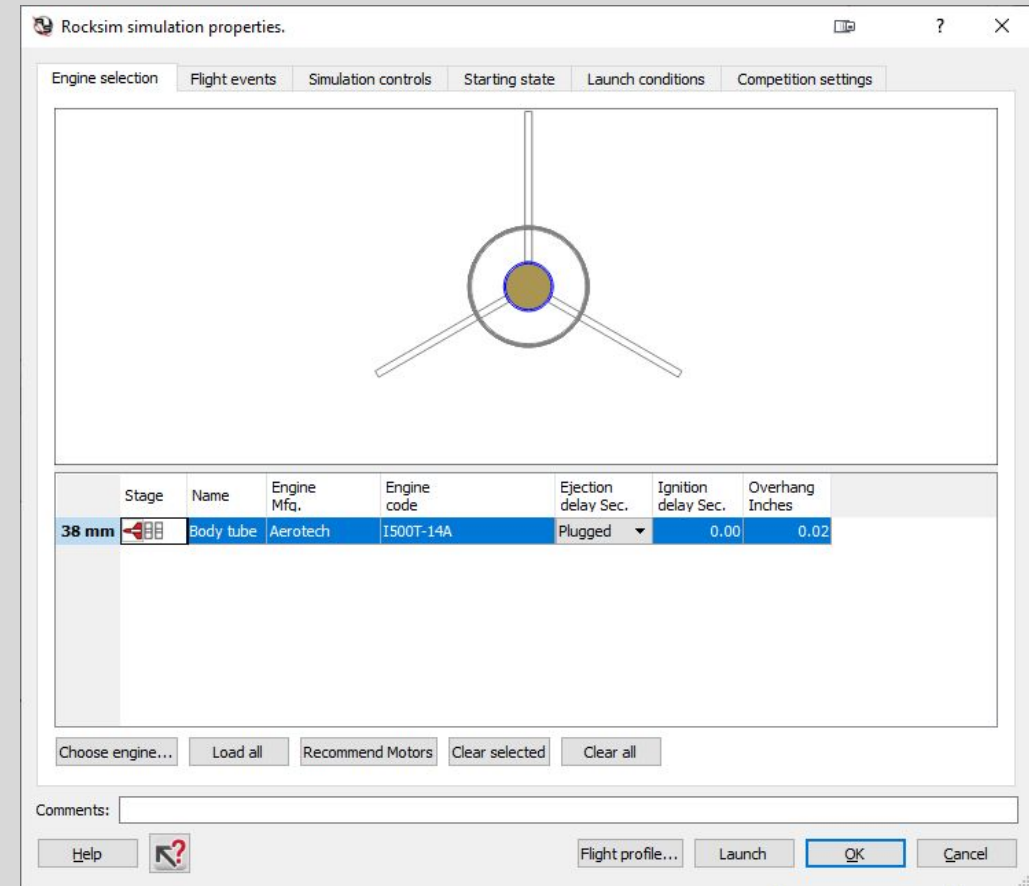 Rocksim simulation properties. ? X
Engine selection Flight events Simulation controls Starting state Launch conditions Competition settings
Stage Name Engine Mfg. Engine code Ejection delay Sec. Ignition delay Sec. Overhang Inches
38 mm Body tube Aerotech I500T-14A Plugged 0.00 0.02
Choose engine... Load all Recommend Motors Clear selected Clear all
Comments:
Help ? Flight profile... Launch OK Cancel